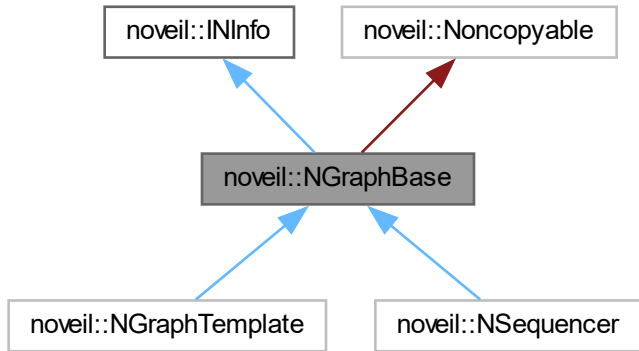 noveil::INInfo
noveil::Noncopyable
noveil::NGraphBase
noveil::NGraphTemplate
noveil::NSequencer